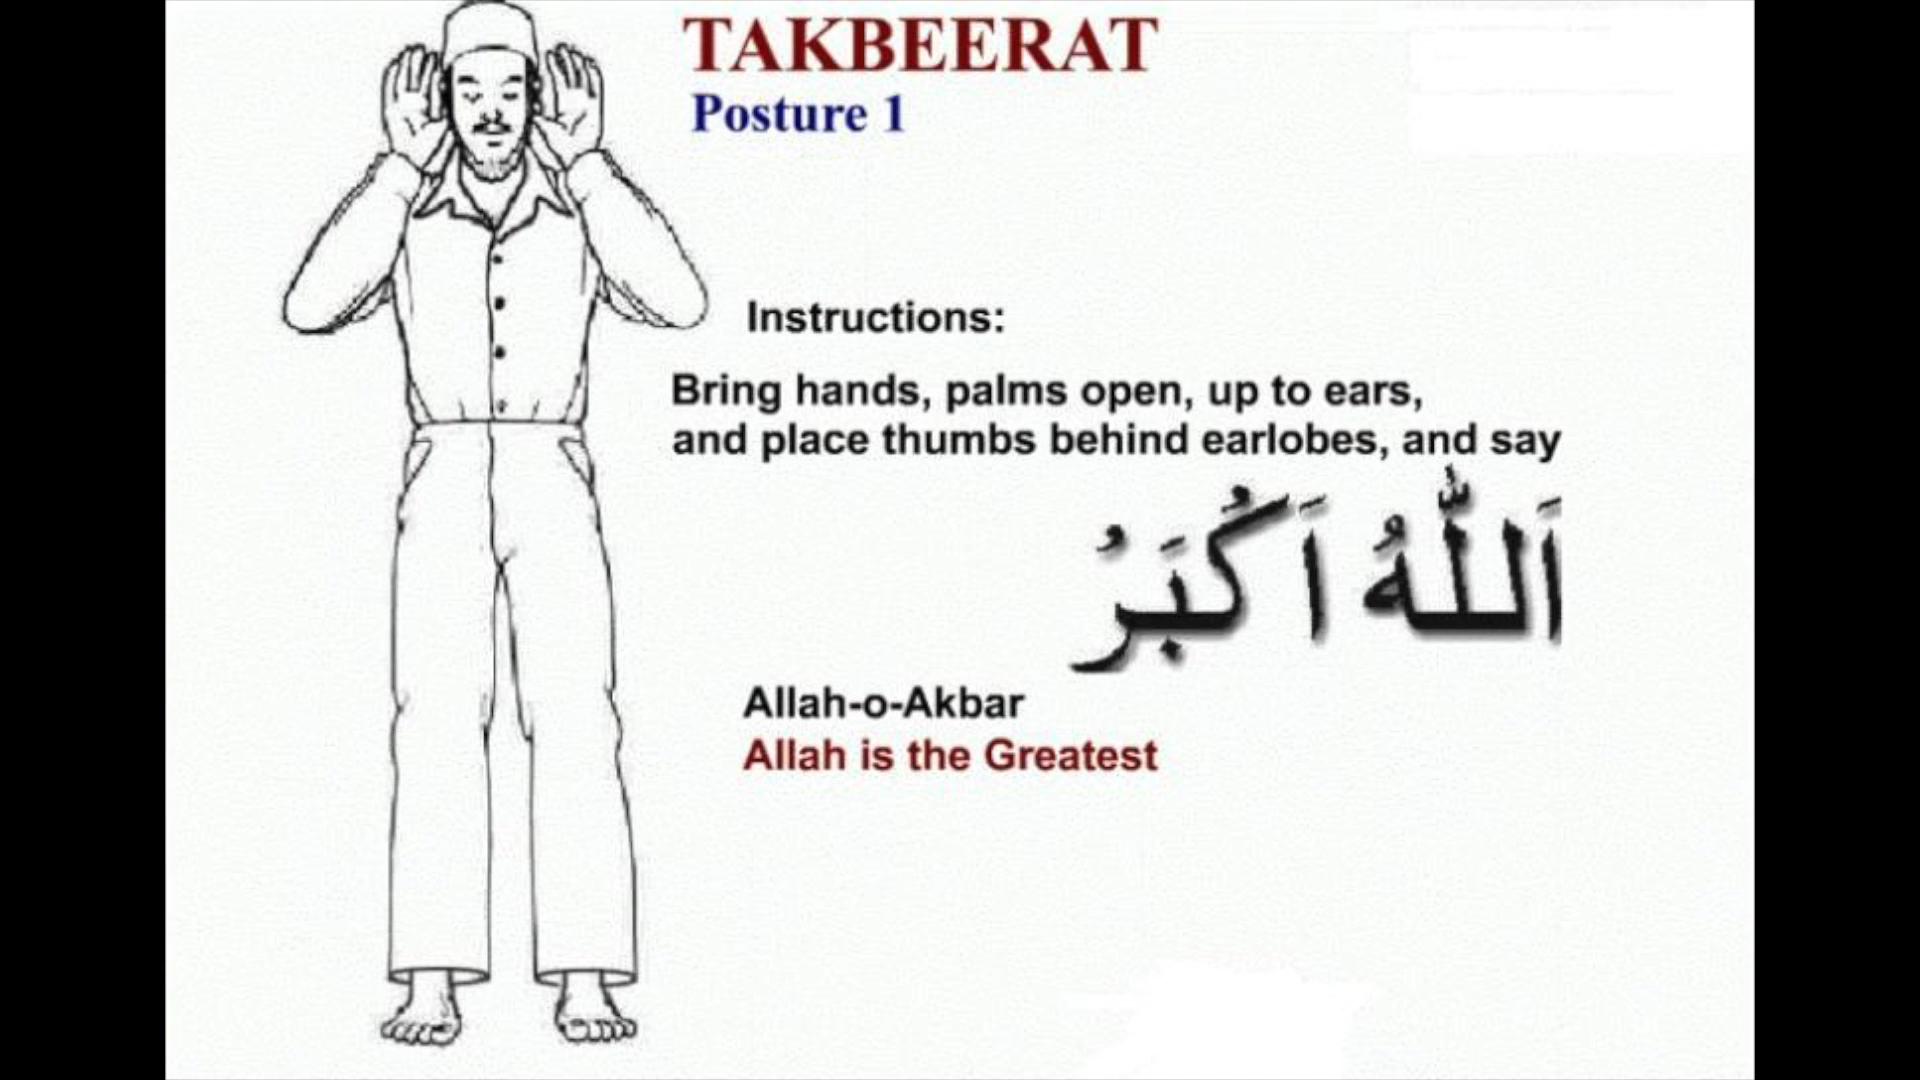 TAKBEERAT
Posture 1
Instructions:
Bring hands, palms open, up to ears,
and place thumbs behind earlobes, and say
اَللّٰهُ اَکْبَرُ
Allah-o-Akbar
Allah is the Greatest